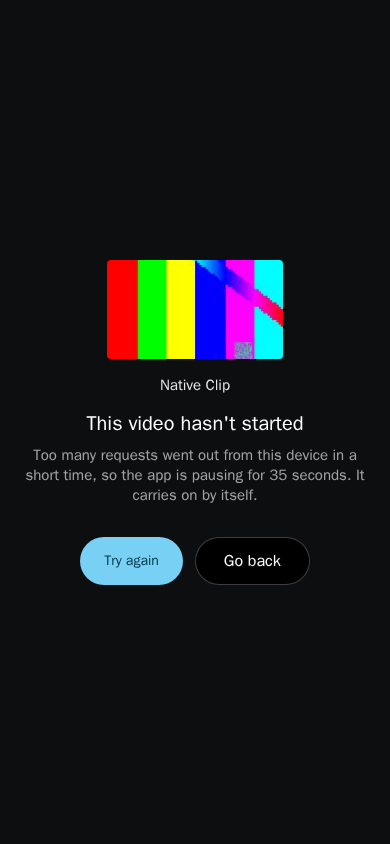 Native Clip
This video hasn't started
Too many requests went out from this device in a
short time, so the app is pausing for 35 seconds. It
carries on by itself.
Try again
Go back